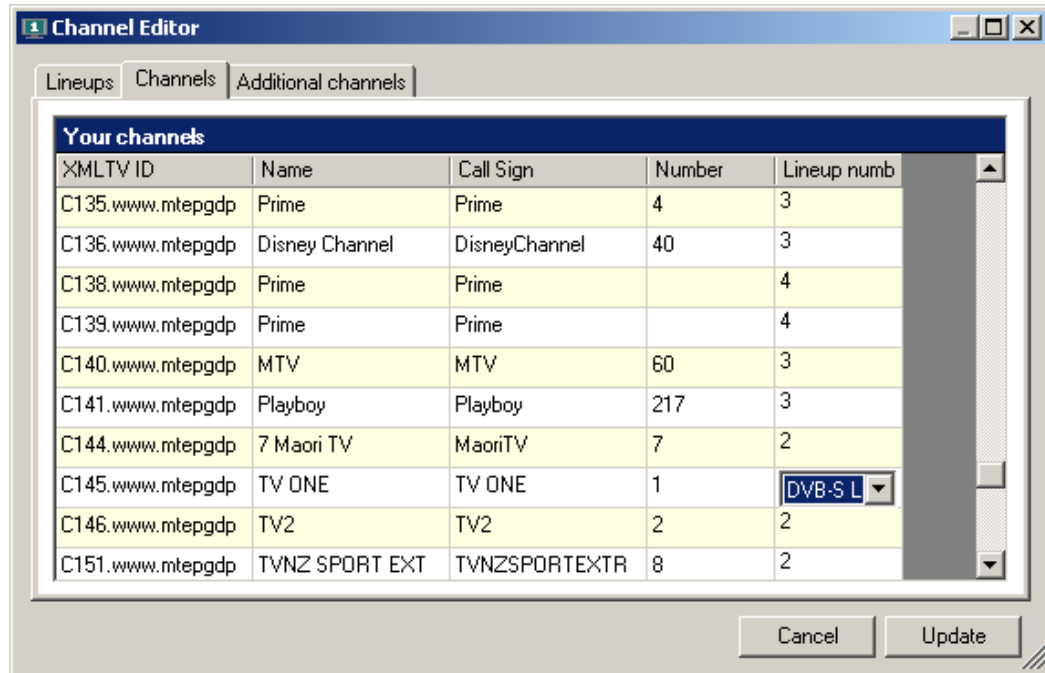 Channel Editor
Lineups Channels Additional channels
Your channels
XMLTV ID Name Call Sign Number Lineup numb
C135.www.mtepgdp Prime Prime 4 3
C136.www.mtepgdp Disney Channel DisneyChannel 40 3
C138.www.mtepgdp Prime Prime 4
C139.www.mtepgdp Prime Prime 4
C140.www.mtepgdp MTV MTV 60 3
C141.www.mtepgdp Playboy Playboy 217 3
C144.www.mtepgdp 7 Maori TV MaoriTV 7 2
C145.www.mtepgdp TV ONE TV ONE 1 DVB-S L
C146.www.mtepgdp TV2 TV2 2 2
C151.www.mtepgdp TVNZ SPORT EXT TVNZSPORTEXTR 8 2
Cancel Update